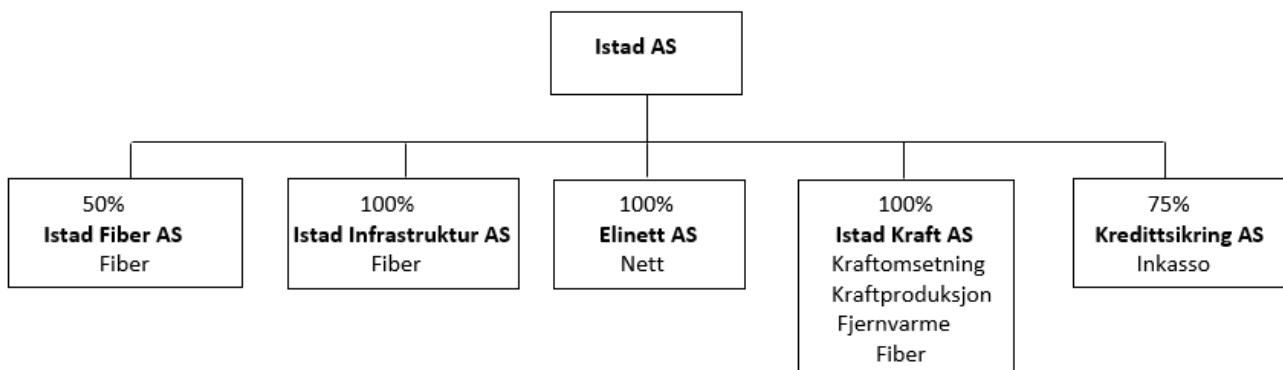 Istad AS
50%
Istad Fiber AS
Fiber
100%
Istad Infrastruktur AS
Fiber
100%
Elinett AS
Nett
100%
Istad Kraft AS
Kraftomsetning
Kraftproduksjon
Fjernvarme
Fiber
75%
Kredittsikring AS
Inkasso